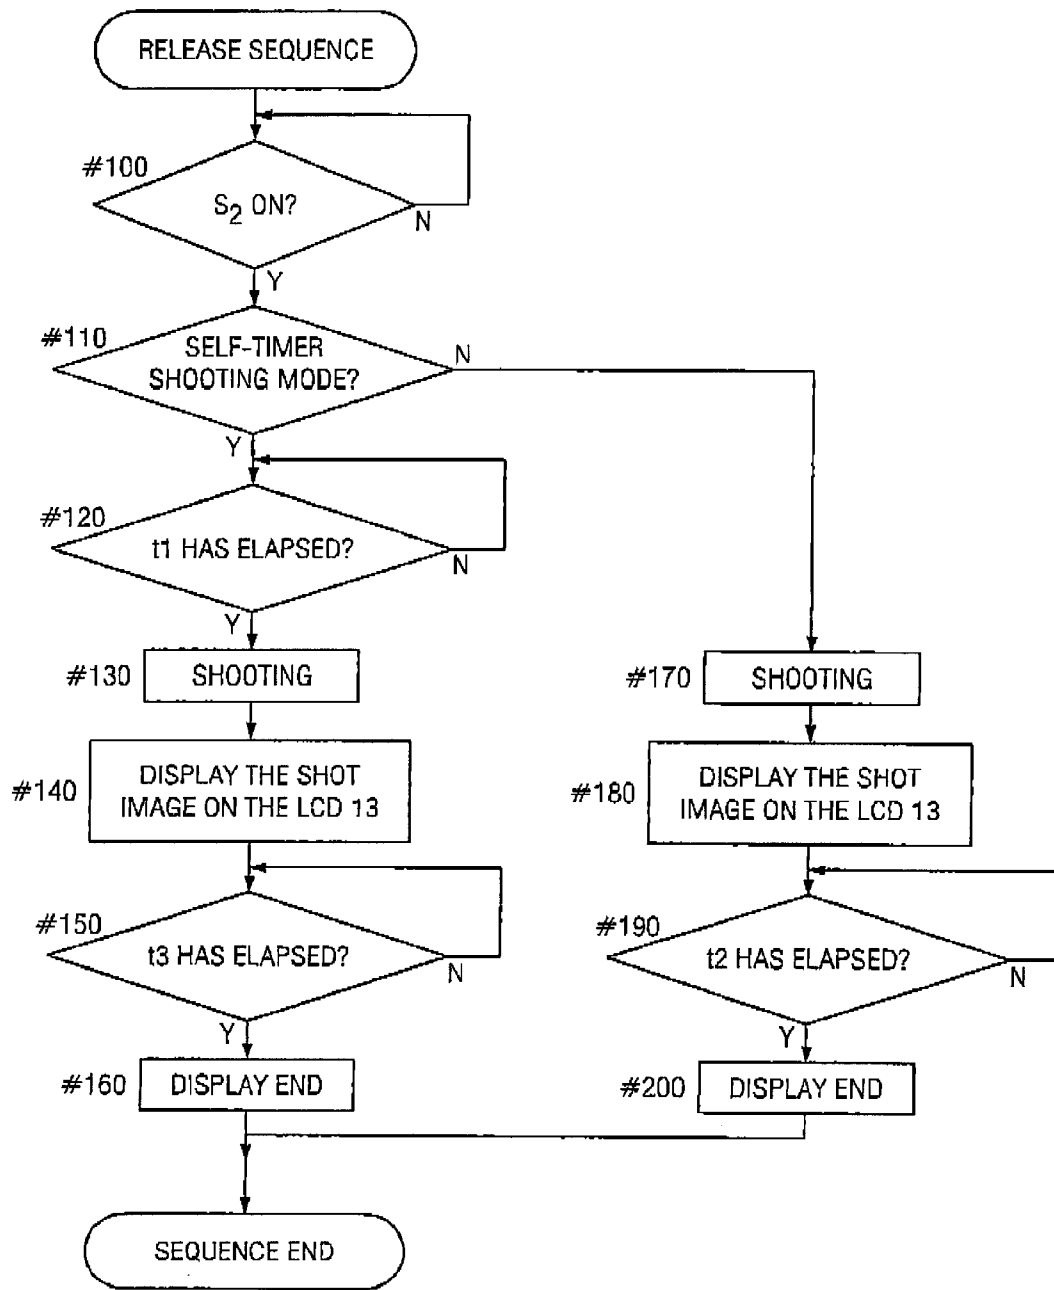 RELEASE SEQUENCE
#100
S2 ON?
N
Y
#110
SELF-TIMER
SHOOTING MODE?
N
Y
#120
t1 HAS ELAPSED?
N
Y
#130
SHOOTING
#140
DISPLAY THE SHOT
IMAGE ON THE LCD 13
#150
t3 HAS ELAPSED?
N
Y
#160
DISPLAY END
#170
SHOOTING
#180
DISPLAY THE SHOT
IMAGE ON THE LCD 13
#190
t2 HAS ELAPSED?
N
Y
#200
DISPLAY END
SEQUENCE END